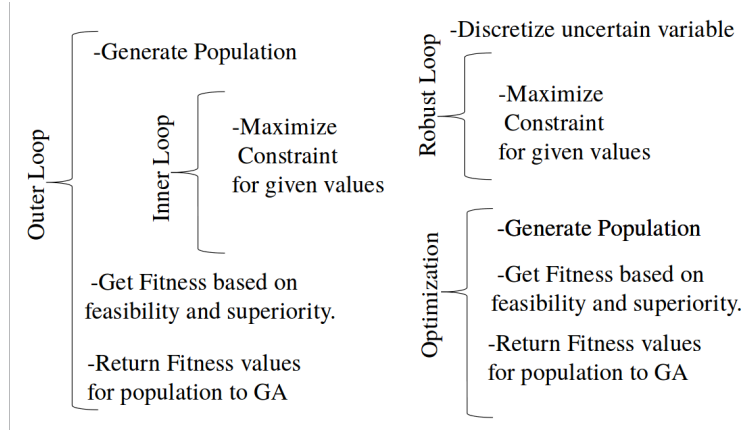 Outer Loop
-Generate Population
Inner Loop
-Maximize
Constraint
for given values
-Get Fitness based on
feasibility and superiority.
-Return Fitness values
for population to GA
-Discretize uncertain variable
Robust Loop
-Maximize
Constraint
for given values
Optimization
-Generate Population
-Get Fitness based on
feasibility and superiority.
-Return Fitness values
for population to GA